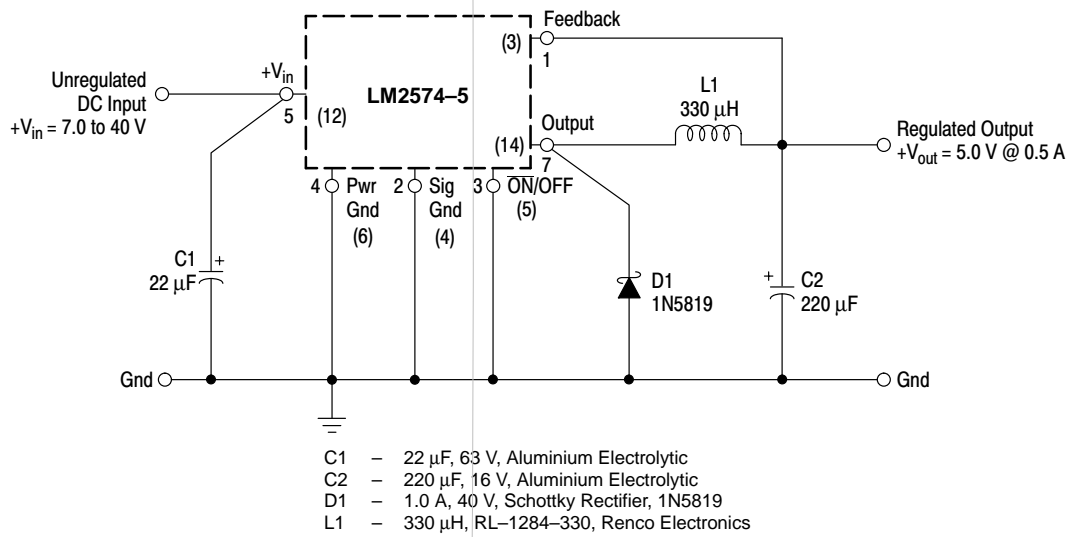 Feedback
(3)
1
+Vin
Unregulated
DC Input
+Vin = 7.0 to 40 V
5
(12)
LM2574–5
L1
330 μH
Output
(14)
7
Regulated Output
+Vout = 5.0 V @ 0.5 A
4 Pwr
Gnd
(6)
2 Sig
Gnd
(4)
3 ON/OFF
(5)
C1
22 μF
+
D1
1N5819
+
C2
220 μF
Gnd
Gnd
C1 – 22 μF, 63 V, Aluminium Electrolytic
C2 – 220 μF, 16 V, Aluminium Electrolytic
D1 – 1.0 A, 40 V, Schottky Rectifier, 1N5819
L1 – 330 μH, RL–1284–330, Renco Electronics